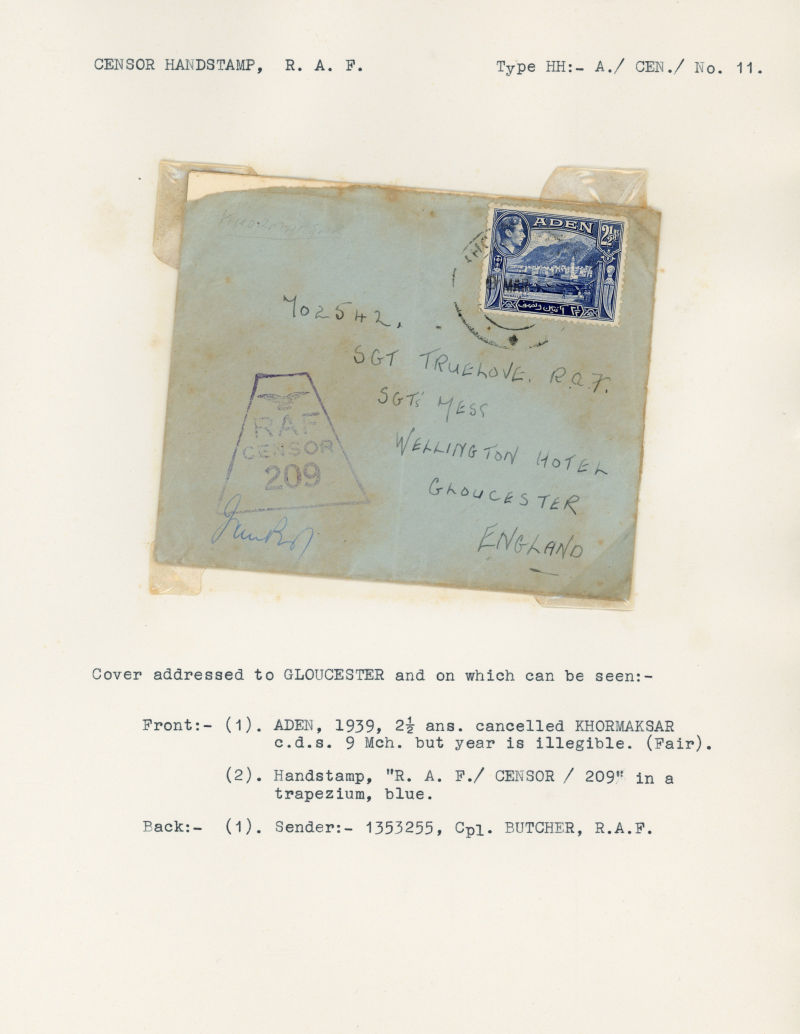 CENSOR HANDSTAMP, R. A. F. Type HH:- A./ CEN./ No. 11.
ADEN
2½ As
MAR
702542,
SGT TRUELOVE. R.A.F.
SGTS MESS
WELLINGTON HOTEL
GLOUCESTER
ENGLAND
RAF
CENSOR
209
Cover addressed to GLOUCESTER and on which can be seen:-
Front:- (1). ADEN, 1939, 2½ ans. cancelled KHORMAKSAR
c.d.s. 9 Mch. but year is illegible. (Fair).
(2). Handstamp, "R. A. F./ CENSOR / 209" in a
trapezium, blue.
Back:- (1). Sender:- 1353255, Cpl. BUTCHER, R.A.F.